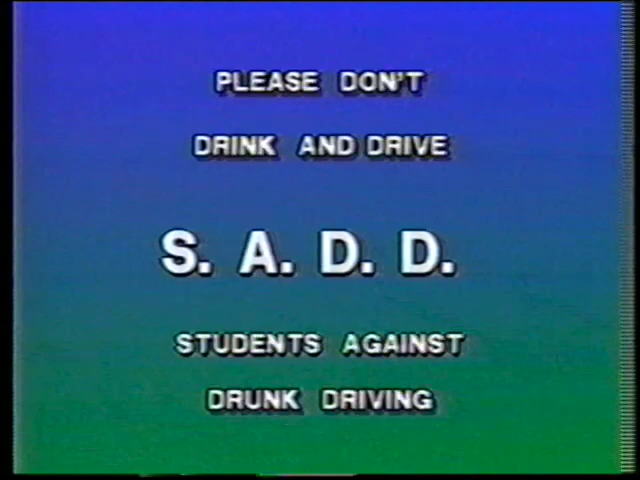 PLEASE DON'T
DRINK AND DRIVE
S. A. D. D.
STUDENTS AGAINST
DRUNK DRIVING